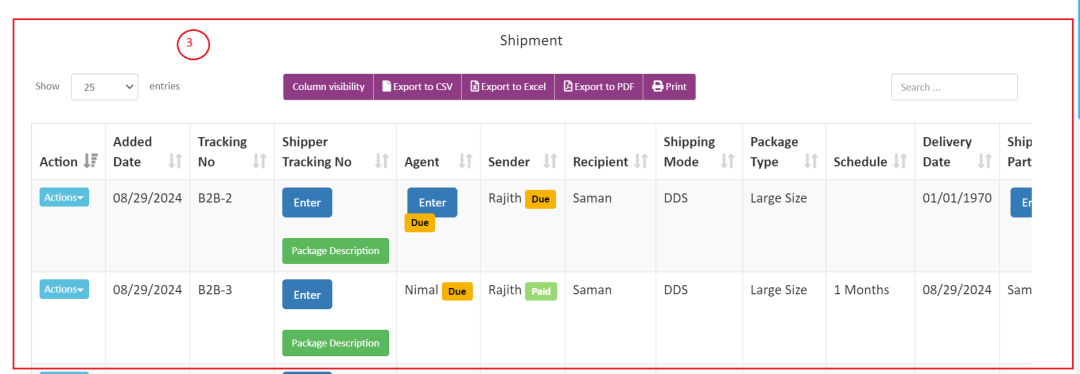 3
Shipment
Show 25 entries Column visibility Export to CSV Export to Excel Export to PDF Print Search ...
Added Tracking Shipper Shipping Package Delivery Ship
Action Date No Tracking No Agent Sender Recipient Mode Type Schedule Date Part
Actions 08/29/2024 B2B-2 Enter Enter Rajith Due Saman DDS Large Size 01/01/1970 En
Due
Package Description
Actions 08/29/2024 B2B-3 Enter Nimal Due Rajith Paid Saman DDS Large Size 1 Months 08/29/2024 Sam
Package Description